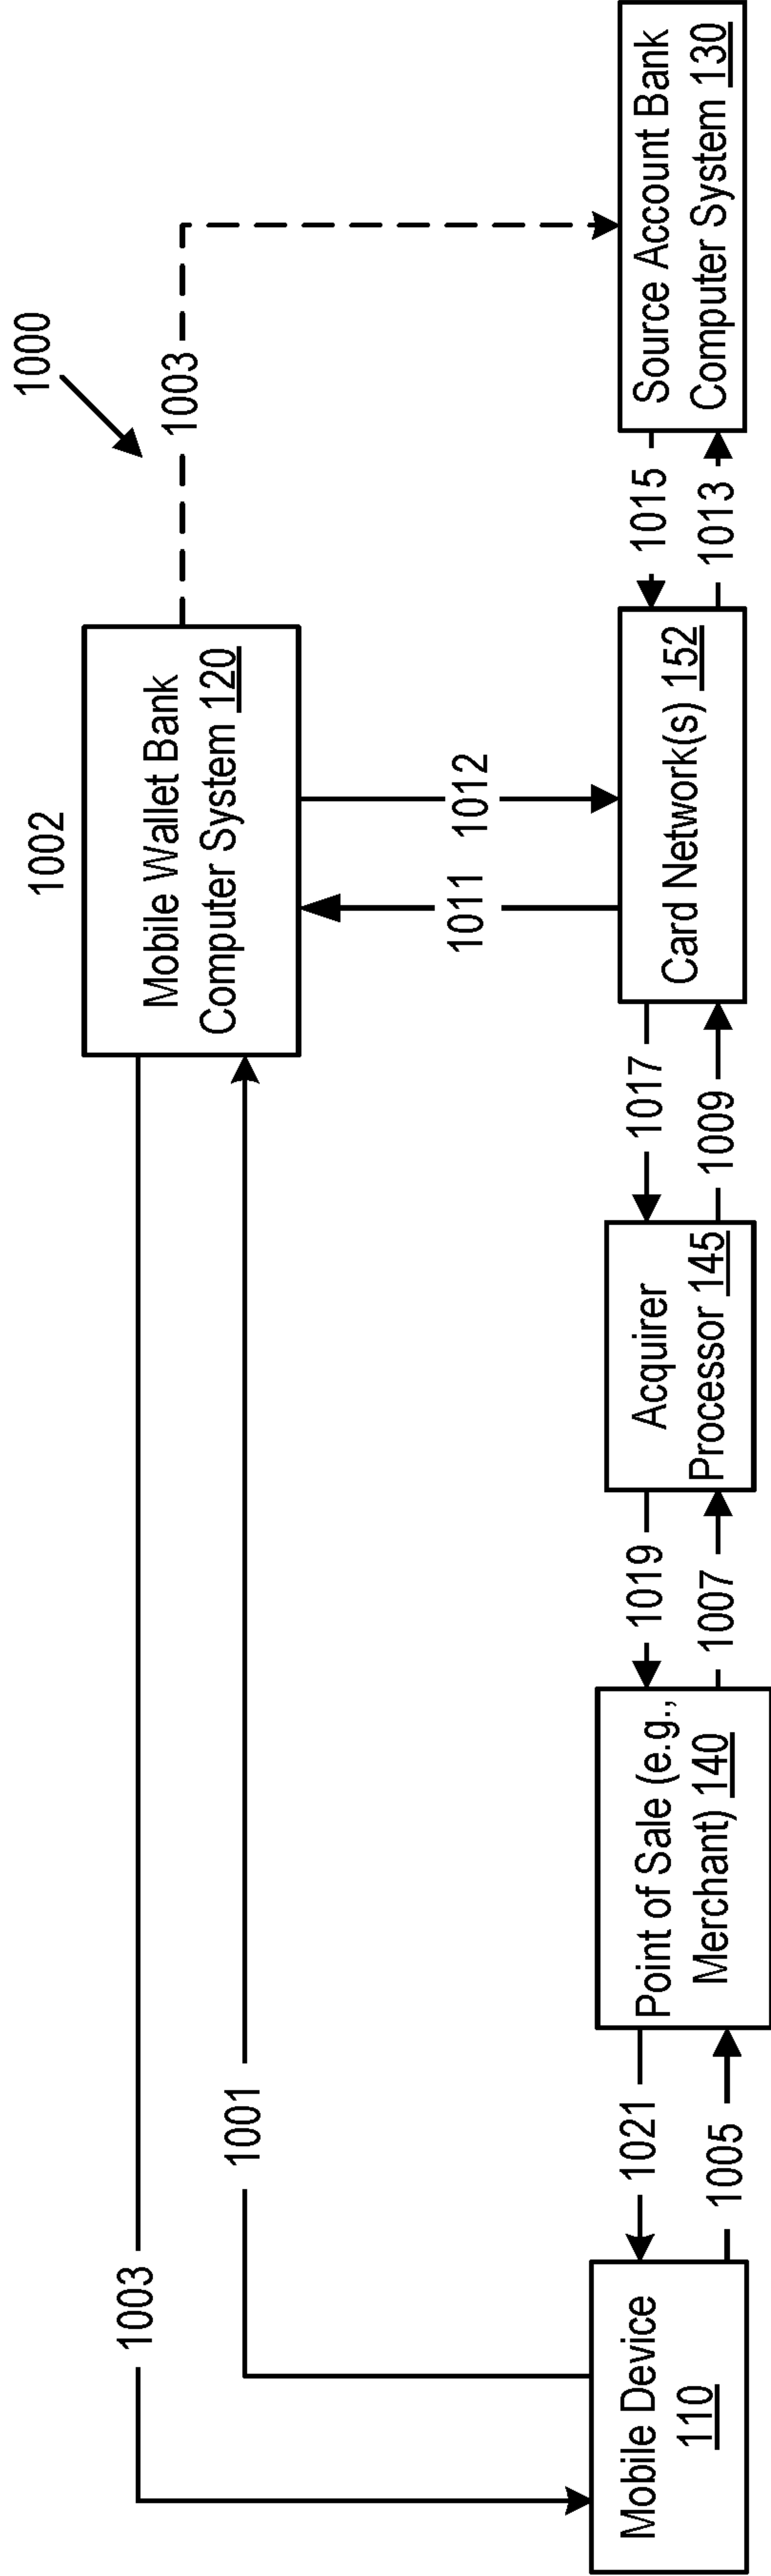 1000
1002
Mobile Wallet Bank
Computer System 120
1003
1003
1001
1011
1012
Mobile Device
110
1021
1005
Point of Sale (e.g.,
Merchant) 140
1019
1007
Acquirer
Processor 145
1017
1009
Card Network(s) 152
1015
1013
Source Account Bank
Computer System 130